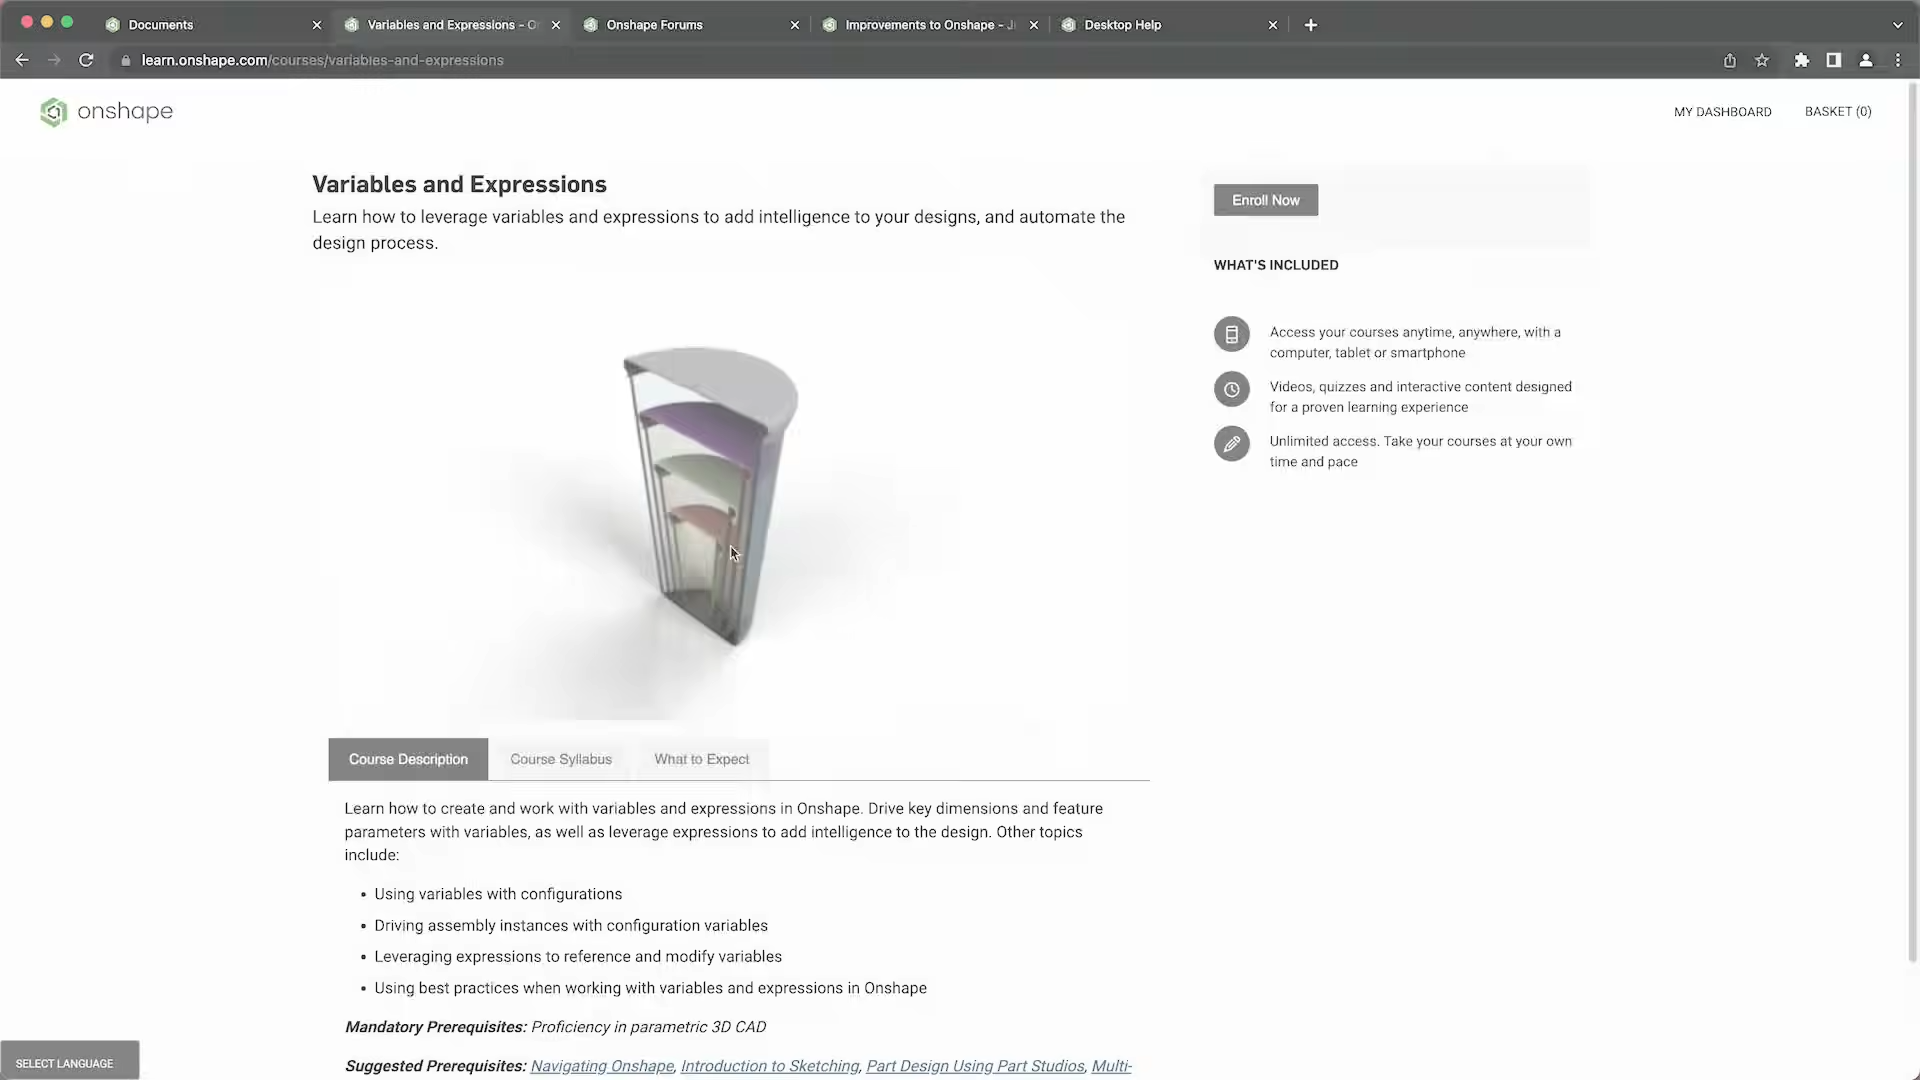 Documents
Variables and Expressions - O
Onshape Forums
Improvements to Onshape - J
Desktop Help
learn.onshape.com/courses/variables-and-expressions
onshape
MY DASHBOARD
BASKET (0)
Variables and Expressions
Learn how to leverage variables and expressions to add intelligence to your designs, and automate the
design process.
Enroll Now
WHAT'S INCLUDED
Access your courses anytime, anywhere, with a
computer, tablet or smartphone
Videos, quizzes and interactive content designed
for a proven learning experience
Unlimited access. Take your courses at your own
time and pace
Course Description
Course Syllabus
What to Expect
Learn how to create and work with variables and expressions in Onshape. Drive key dimensions and feature
parameters with variables, as well as leverage expressions to add intelligence to the design. Other topics
include:
• Using variables with configurations
• Driving assembly instances with configuration variables
• Leveraging expressions to reference and modify variables
• Using best practices when working with variables and expressions in Onshape
Mandatory Prerequisites: Proficiency in parametric 3D CAD
Suggested Prerequisites: Navigating Onshape, Introduction to Sketching, Part Design Using Part Studios, Multi-
SELECT LANGUAGE